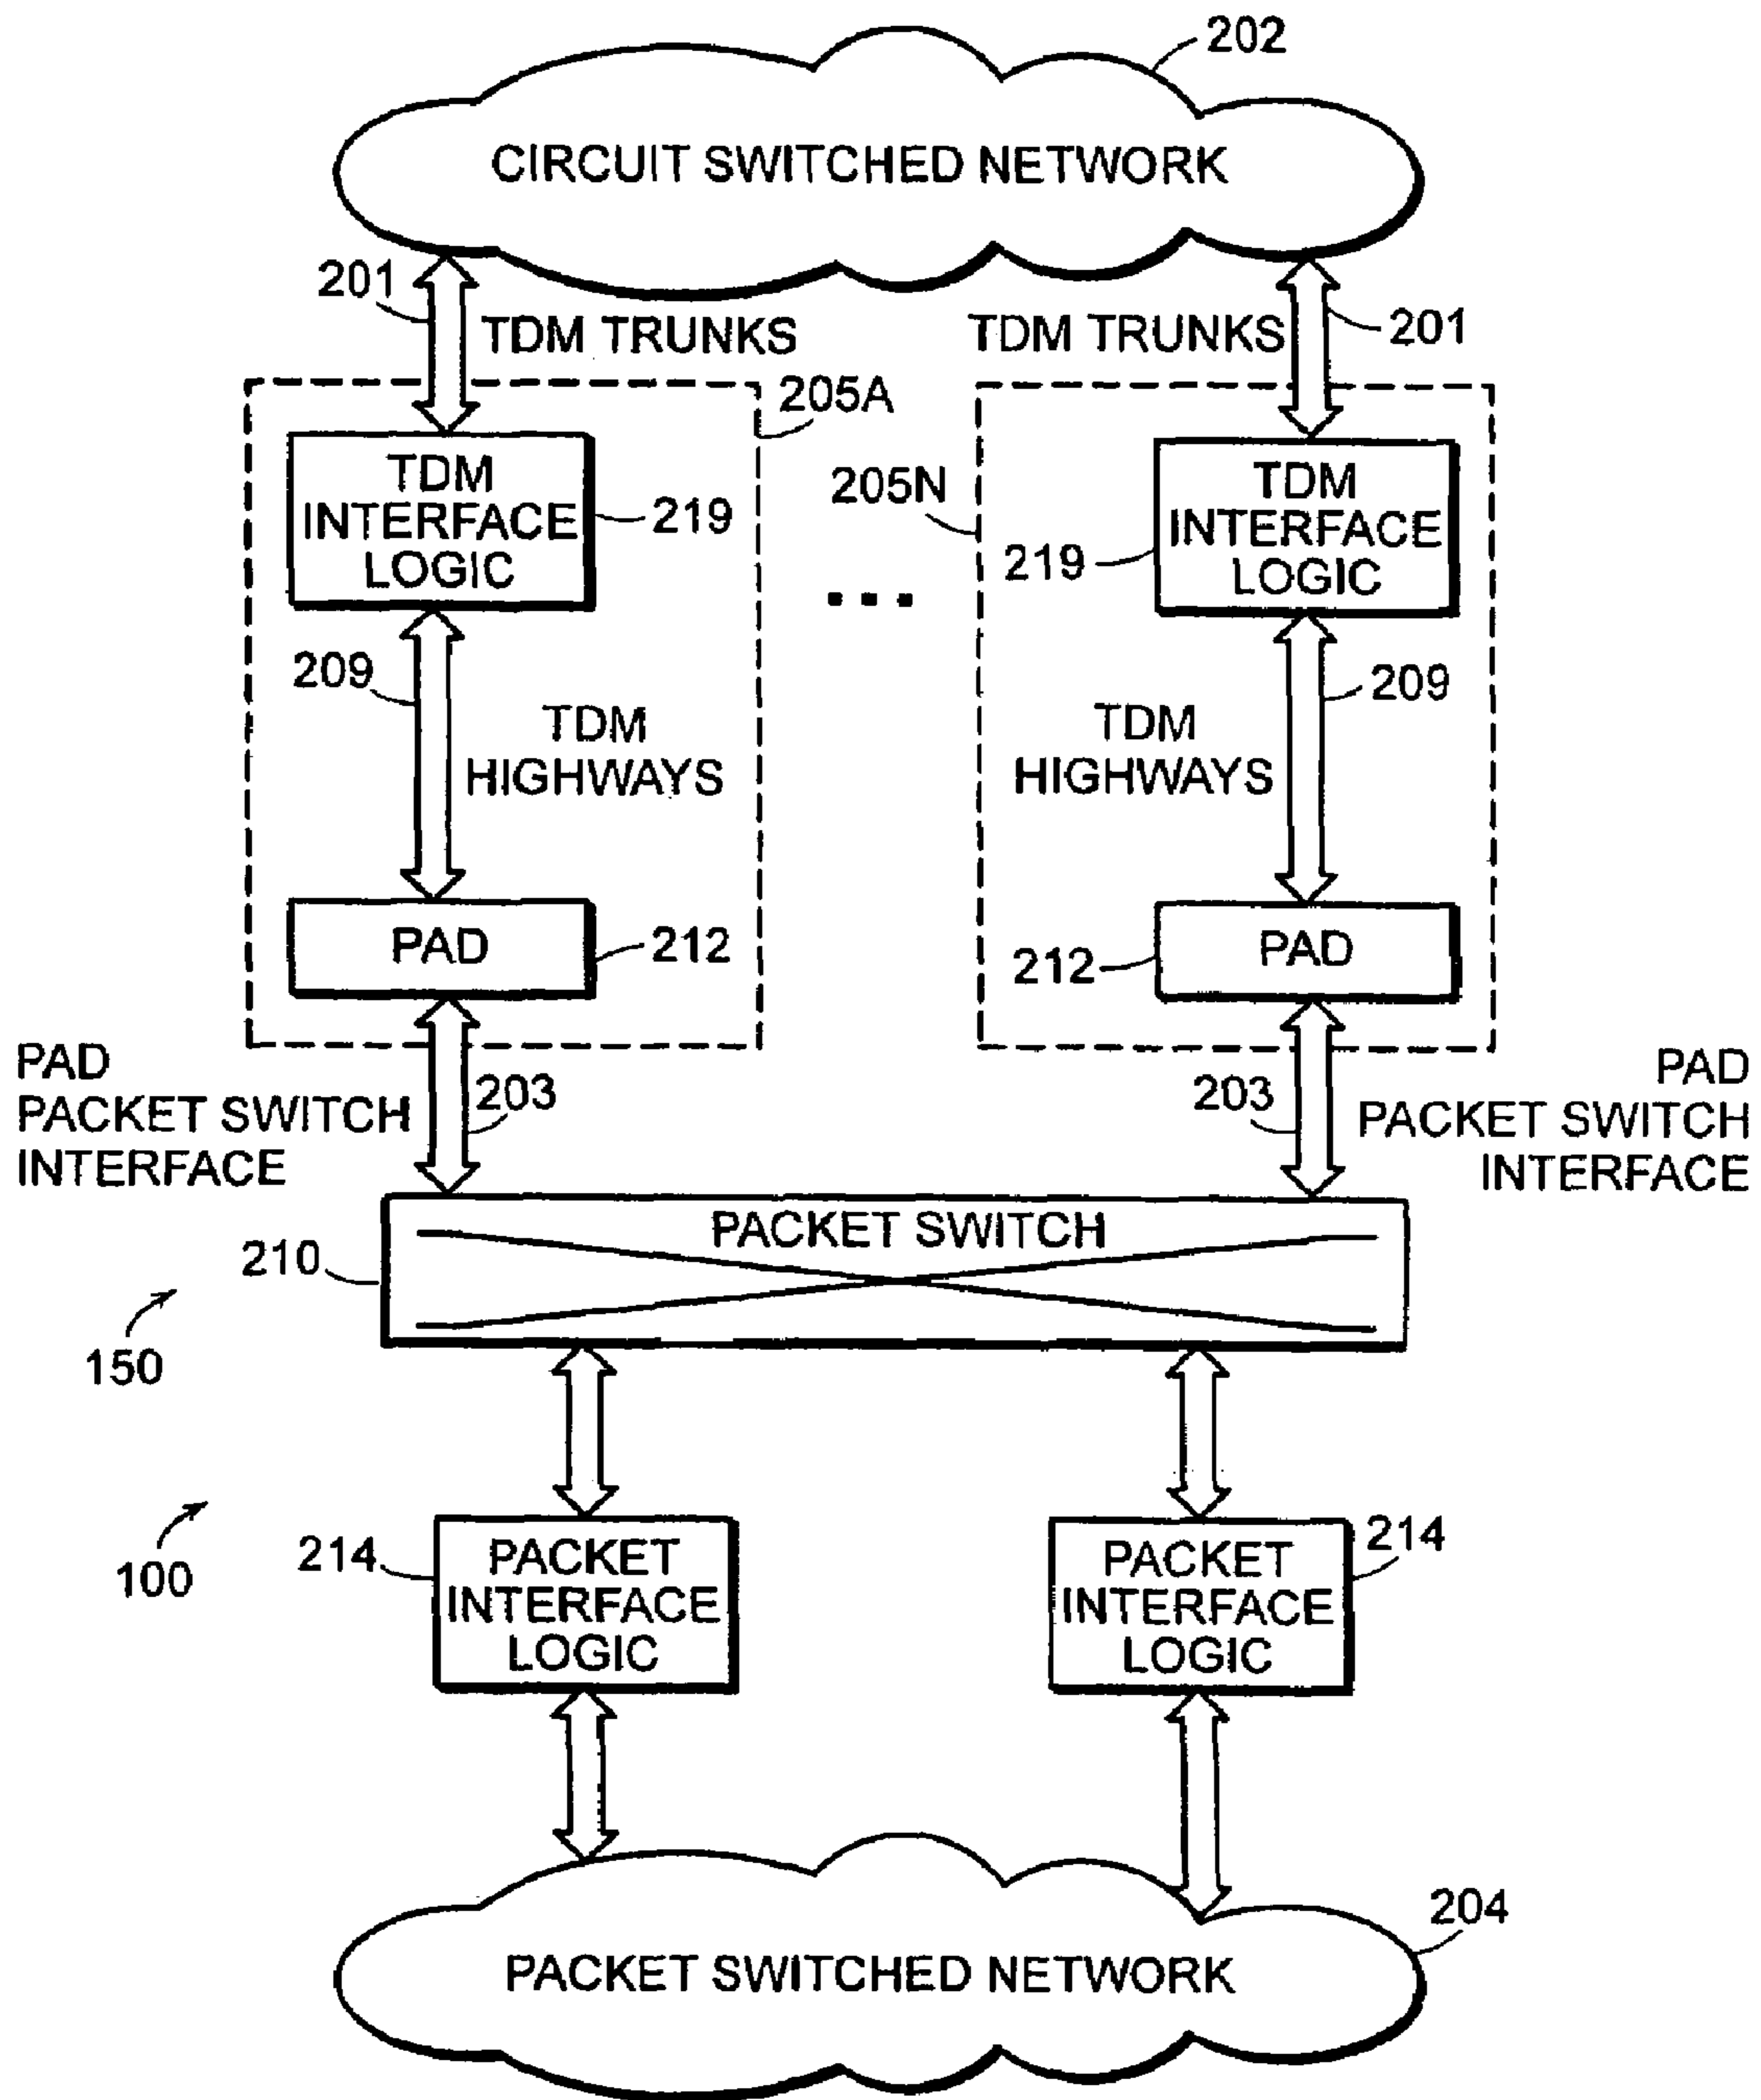 202
CIRCUIT SWITCHED NETWORK
201
TDM TRUNKS
TDM TRUNKS
201
205A
TDM
INTERFACE
LOGIC
219
205N
219
TDM
INTERFACE
LOGIC
...
209
TDM
HIGHWAYS
TDM
HIGHWAYS
209
PAD
212
212
PAD
PAD
PACKET SWITCH
INTERFACE
203
203
PAD
PACKET SWITCH
INTERFACE
PACKET SWITCH
210
150
100
214
PACKET
INTERFACE
LOGIC
PACKET
INTERFACE
LOGIC
214
204
PACKET SWITCHED NETWORK